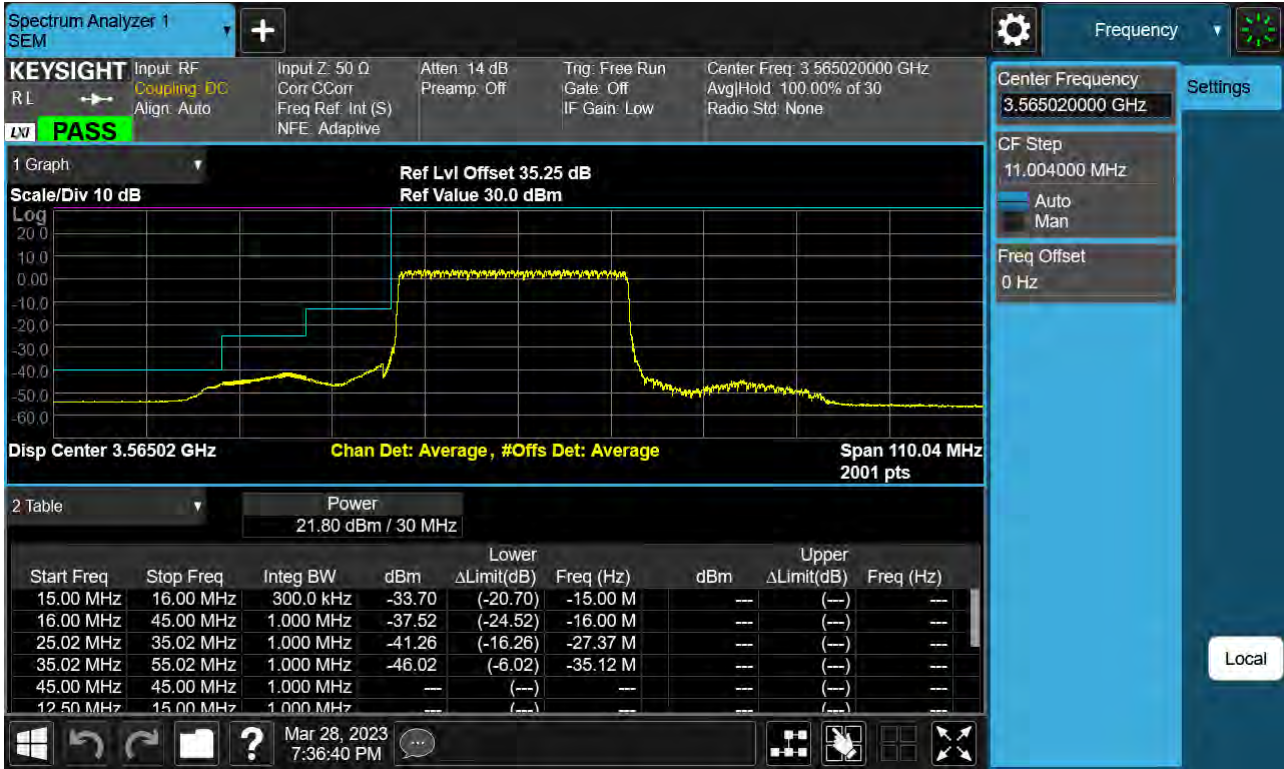 Spectrum Analyzer 1
SEM
Frequency
KEYSIGHT
R L
LXI
PASS
Input: RF
Coupling: DC
Align: Auto
Input Z: 50 Ω
Corr CCorr
Freq Ref: Int (S)
NFE: Adaptive
Atten: 14 dB
Preamp: Off
Trig: Free Run
Gate: Off
IF Gain: Low
Center Freq: 3.565020000 GHz
Avg|Hold: 100.00% of 30
Radio Std: None
Center Frequency
3.565020000 GHz
Settings
CF Step
11.004000 MHz
Auto
Man
Freq Offset
0 Hz
1 Graph
Ref Lvl Offset 35.25 dB
Scale/Div 10 dB
Ref Value 30.0 dBm
Log
20.0
10.0
0.00
-10.0
-20.0
-30.0
-40.0
-50.0
-60.0
Disp Center 3.56502 GHz
Chan Det: Average, #Offs Det: Average
Span 110.04 MHz
2001 pts
2 Table
Power
21.80 dBm / 30 MHz
Lower Upper
Start Freq Stop Freq Integ BW dBm ΔLimit(dB) Freq (Hz) dBm ΔLimit(dB) Freq (Hz)
15.00 MHz 16.00 MHz 300.0 kHz -33.70 (-20.70) -15.00 M --- (---) ---
16.00 MHz 45.00 MHz 1.000 MHz -37.52 (-24.52) -16.00 M --- (---) ---
25.02 MHz 35.02 MHz 1.000 MHz -41.26 (-16.26) -27.37 M --- (---) ---
35.02 MHz 55.02 MHz 1.000 MHz -46.02 (-6.02) -35.12 M --- (---) ---
45.00 MHz 45.00 MHz 1.000 MHz --- (---) --- --- (---) ---
12.50 MHz 15.00 MHz 1.000 MHz --- (---) --- --- (---) ---
Local
?
Mar 28, 2023
7:36:40 PM